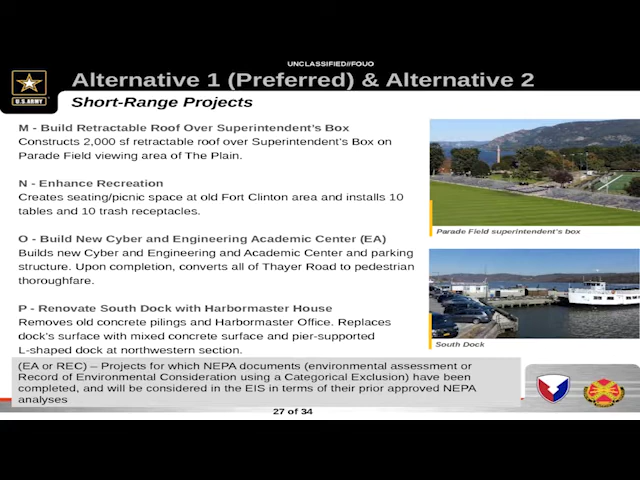 UNCLASSIFIED//FOUO
Alternative 1 (Preferred) & Alternative 2
U.S.ARMY
Short-Range Projects
M - Build Retractable Roof Over Superintendent's Box
Constructs 2,000 sf retractable roof over Superintendent's Box on
Parade Field viewing area of The Plain.
N - Enhance Recreation
Creates seating/picnic space at old Fort Clinton area and installs 10
tables and 10 trash receptacles.
O - Build New Cyber and Engineering Academic Center (EA)
Builds new Cyber and Engineering and Academic Center and parking
structure. Upon completion, converts all of Thayer Road to pedestrian
thoroughfare.
P - Renovate South Dock with Harbormaster House
Removes old concrete pilings and Harbormaster Office. Replaces
dock's surface with mixed concrete surface and pier-supported
L-shaped dock at northwestern section.
Parade Field superintendent's box
South Dock
(EA or REC) – Projects for which NEPA documents (environmental assessment or
Record of Environmental Consideration using a Categorical Exclusion) have been
completed, and will be considered in the EIS in terms of their prior approved NEPA
analyses
27 of 34